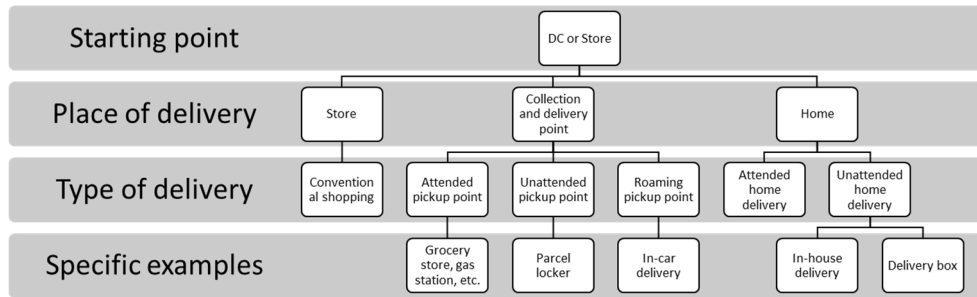 Starting point
DC or Store
Place of delivery
Store
Collection
and delivery
point
Home
Type of delivery
Convention
al shopping
Attended
pickup point
Unattended
pickup point
Roaming
pickup point
Attended
home
delivery
Unattended
home
delivery
Specific examples
Grocery
store, gas
station, etc.
Parcel
locker
In-car
delivery
In-house
delivery
Delivery box